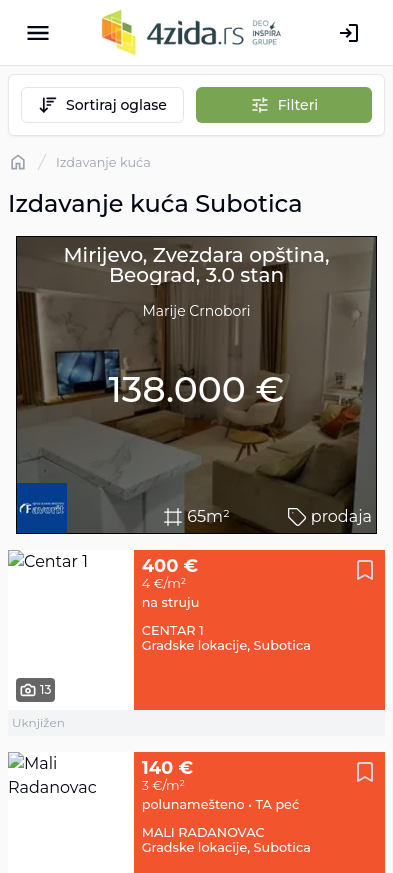 4zida.rs
DEO
INSPIRA
GRUPE
Sortiraj oglase
Filteri
Izdavanje kuća
Izdavanje kuća Subotica
Mirijevo, Zvezdara opština,
Beograd, 3.0 stan
Marije Crnobori
138.000 €
Favorit
65m²
prodaja
Centar 1
400 €
4 €/m²
na struju
CENTAR 1
Gradske lokacije, Subotica
13
Uknjižen
Mali
Radanovac
140 €
3 €/m²
polunamešteno • TA peć
MALI RADANOVAC
Gradske lokacije, Subotica